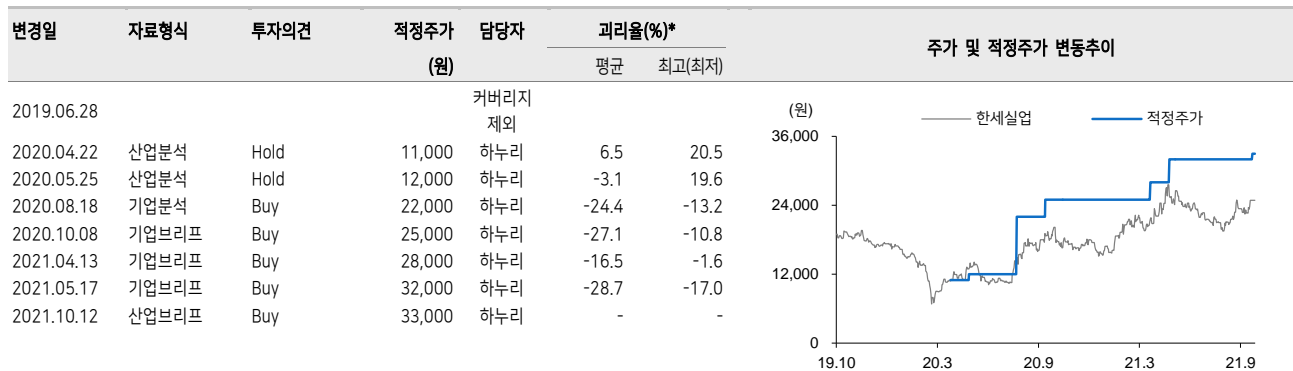 변경일 자료형식 투자의견 적정주가 담당자 괴리율(%)*
(원) 평균 최고(최저)
2019.06.28 커버리지
제외
2020.04.22 산업분석 Hold 11,000 하누리 6.5 20.5
2020.05.25 산업분석 Hold 12,000 하누리 -3.1 19.6
2020.08.18 기업분석 Buy 22,000 하누리 -24.4 -13.2
2020.10.08 기업브리프 Buy 25,000 하누리 -27.1 -10.8
2021.04.13 기업브리프 Buy 28,000 하누리 -16.5 -1.6
2021.05.17 기업브리프 Buy 32,000 하누리 -28.7 -17.0
2021.10.12 산업브리프 Buy 33,000 하누리 - -
주가 및 적정주가 변동추이
(원) 한세실업 적정주가
36,000
24,000
12,000
0
19.10 20.3 20.9 21.3 21.9